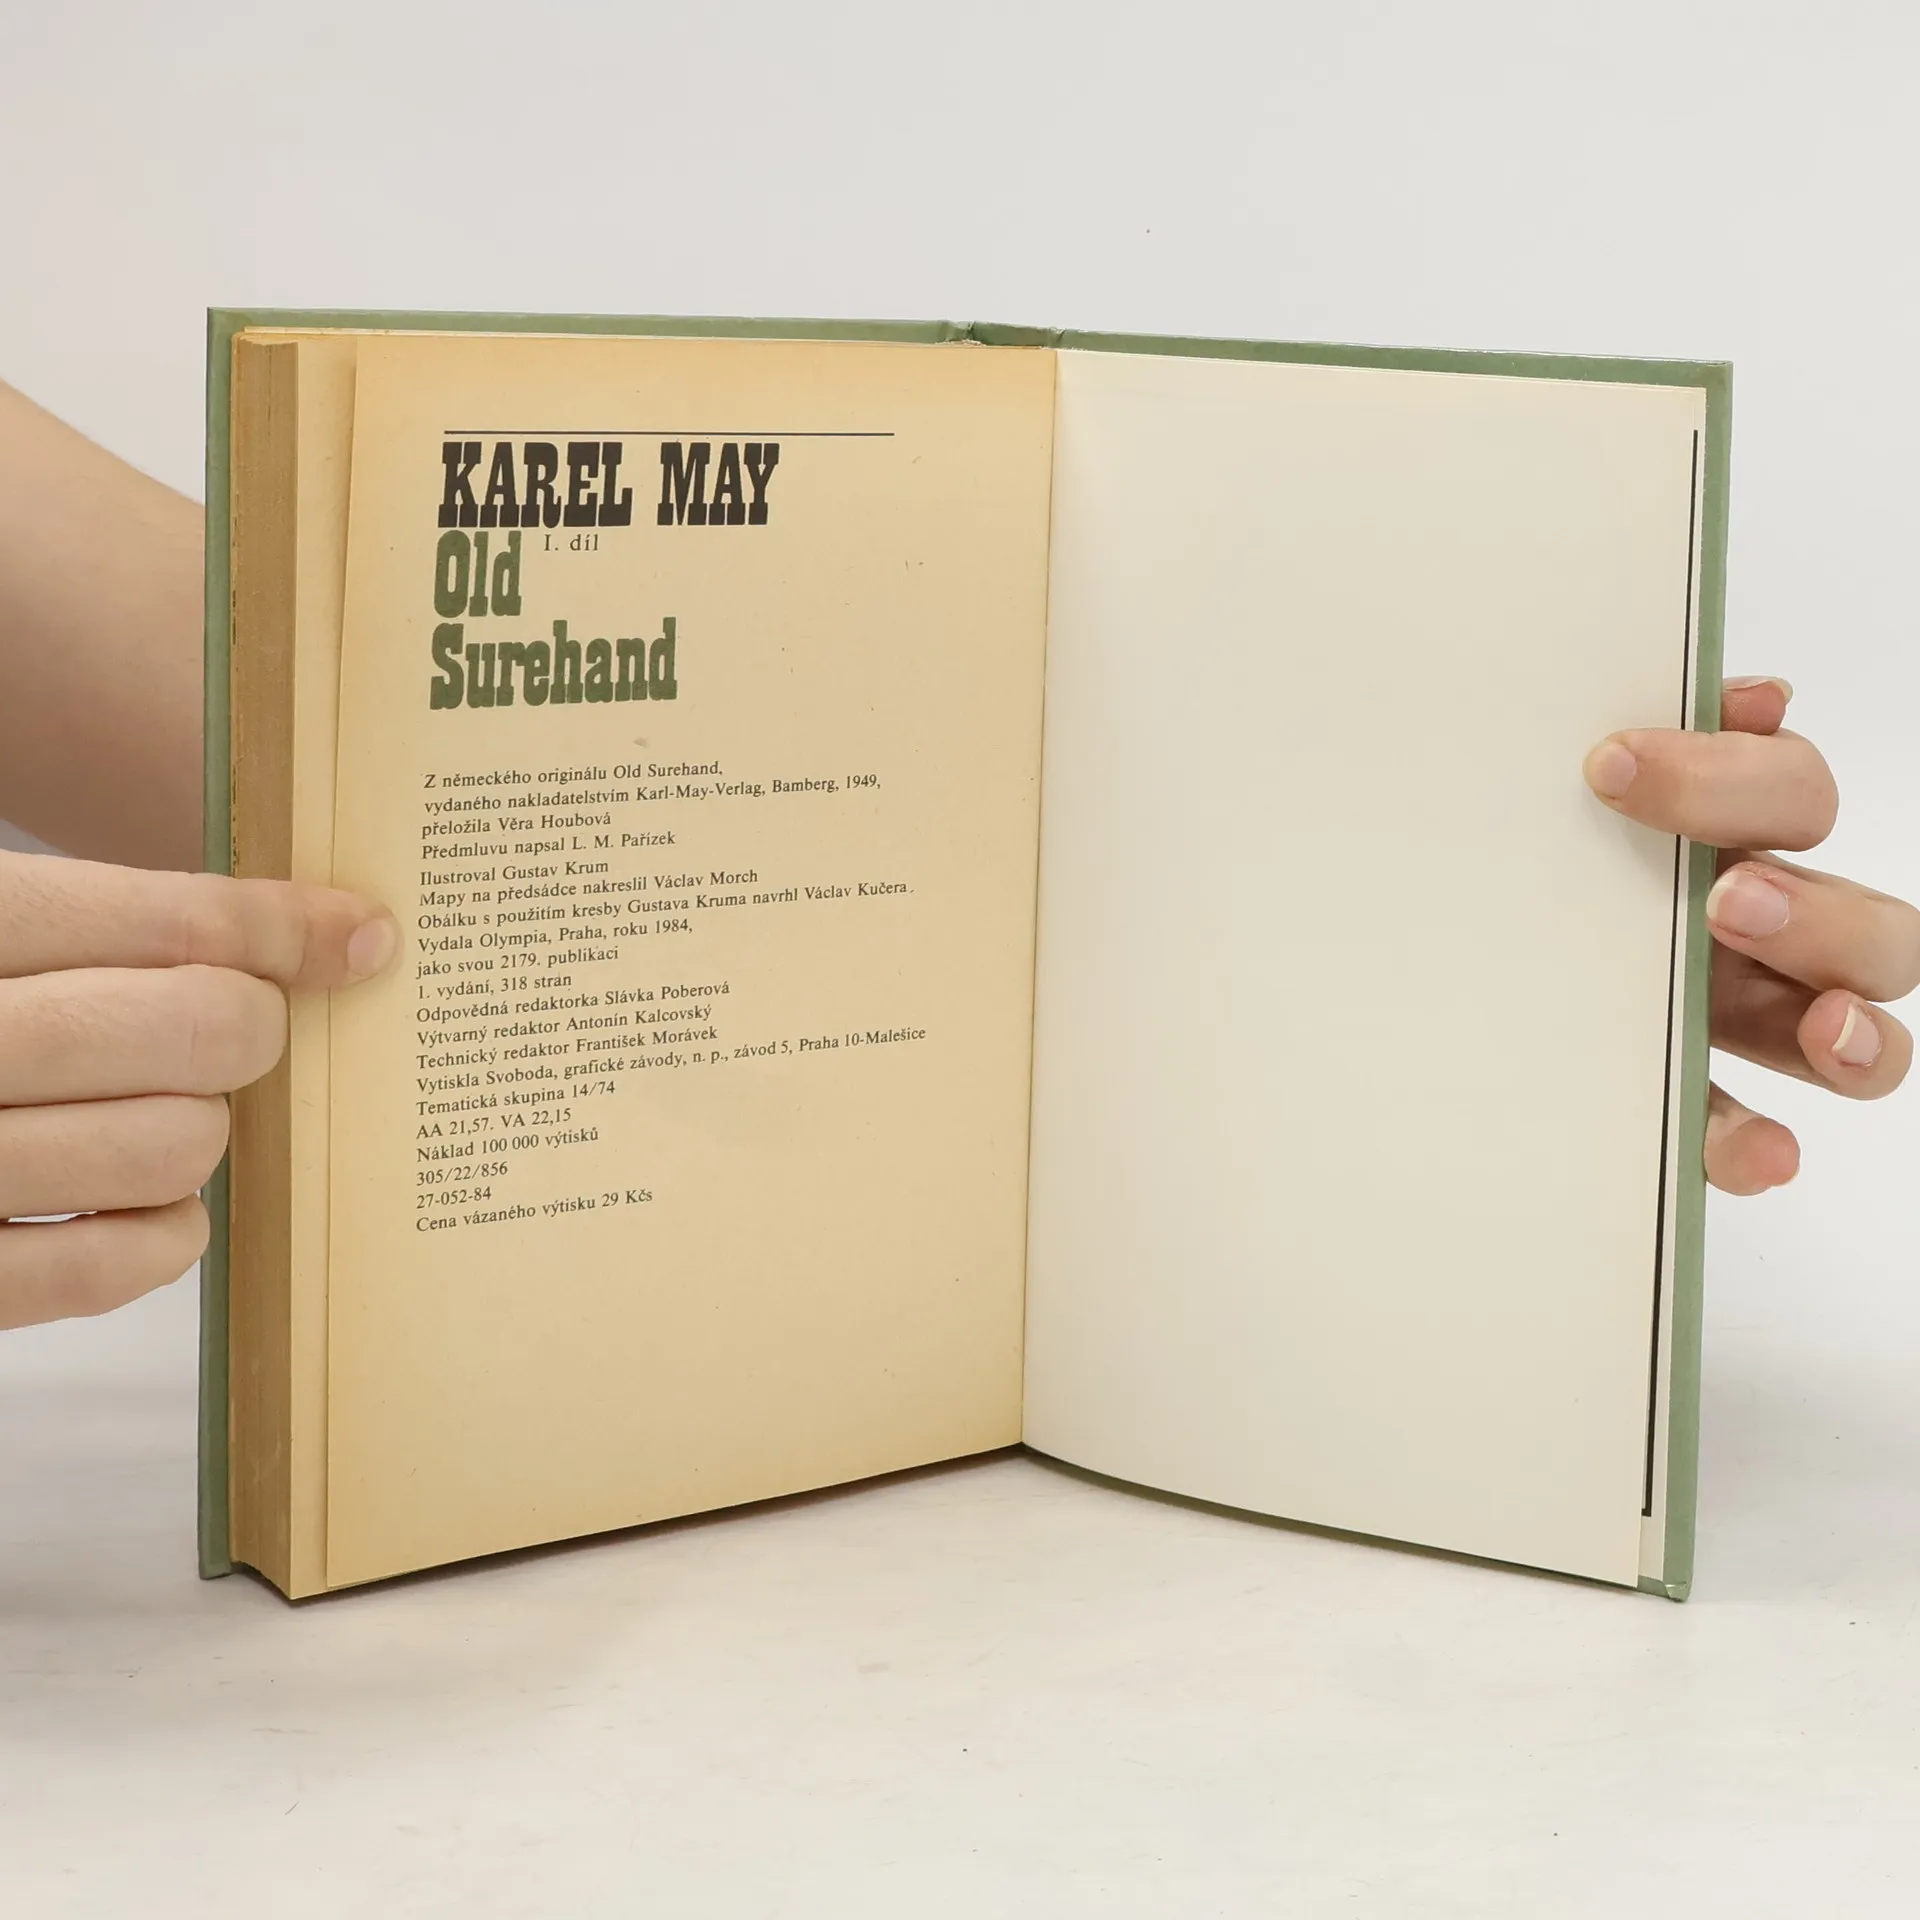 KAREL MAY
I. díl
Old
Surehand
Z německého originálu Old Surehand,
vydaného nakladatelstvím Karl-May-Verlag, Bamberg, 1949,
přeložila Věra Houbová
Předmluvu napsal L. M. Pařízek
Ilustroval Gustav Krum
Mapy na předsádce nakreslil Václav Morch
Obálku s použitím kresby Gustava Kruma navrhl Václav Kučera.
Vydala Olympia, Praha, roku 1984,
jako svou 2179. publikaci
1. vydání, 318 stran
Odpovědná redaktorka Slávka Poberová
Výtvarný redaktor Antonín Kalcovský
Technický redaktor František Morávek
Vytiskla Svoboda, grafické závody, n. p., závod 5, Praha 10-Malešice
Tematická skupina 14/74
AA 21,57. VA 22,15
Náklad 100 000 výtisků
305/22/856
27-052-84
Cena vázaného výtisku 29 Kčs